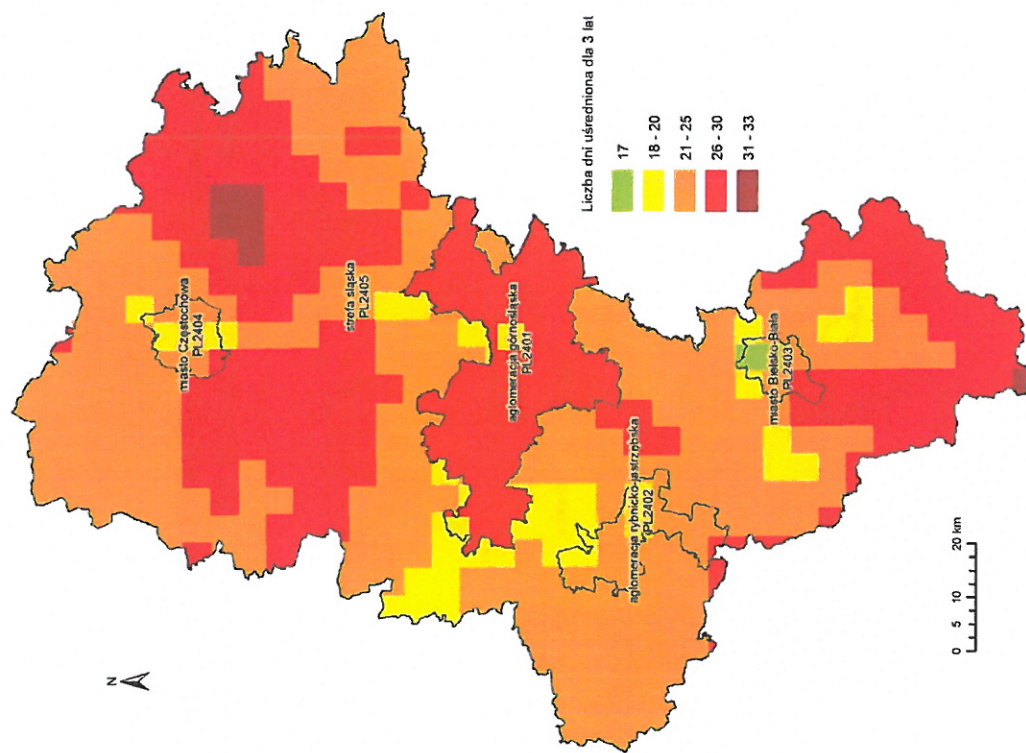 N
miasto Częstochowa
PL2404
strefa śląska
PL2405
aglomeracja górnośląska
PL2401
aglomeracja rybnicko-jastrzębska
PL2402
miasto Bielsko-Biała
PL2403
Liczba dni uśredniona dla 3 lat
17
18 - 20
21 - 25
26 - 30
31 - 33
0 5 10 20 km